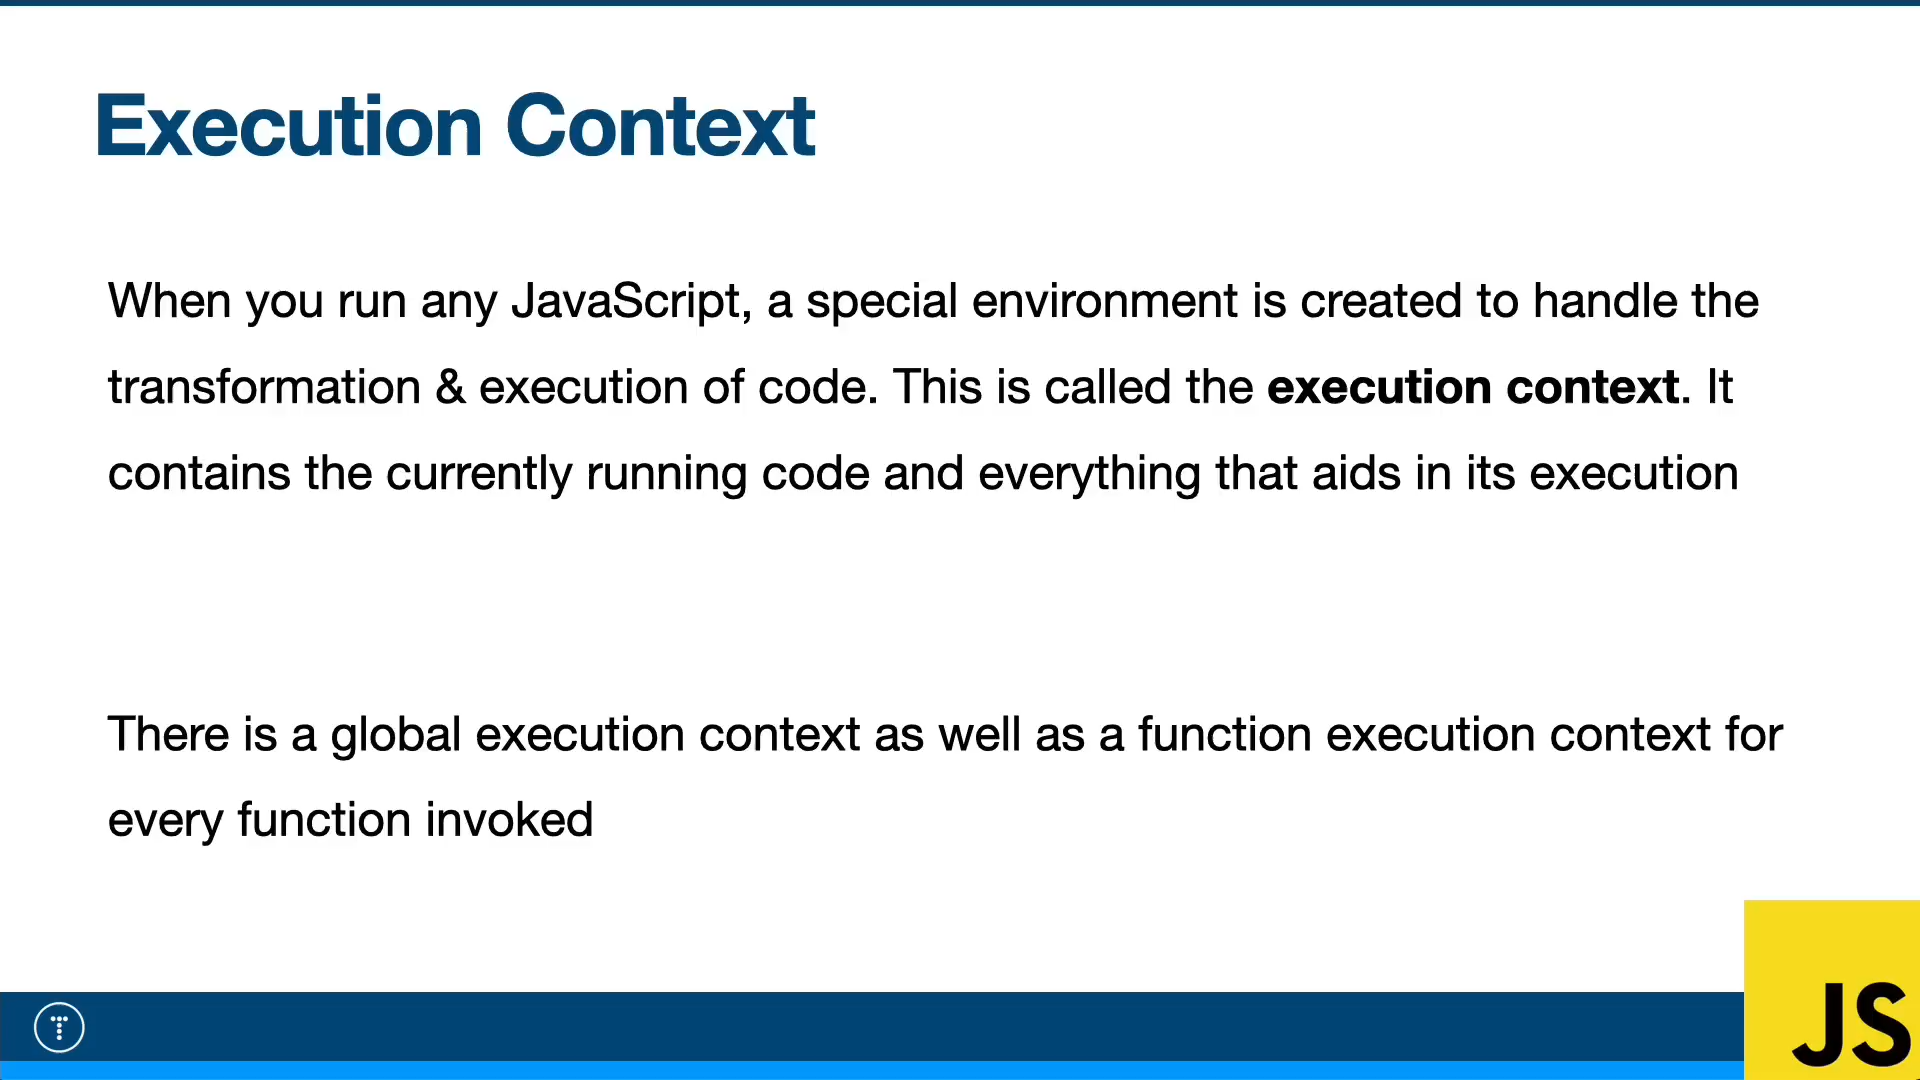 Execution Context
When you run any JavaScript, a special environment is created to handle the
transformation & execution of code. This is called the execution context. It
contains the currently running code and everything that aids in its execution
There is a global execution context as well as a function execution context for
every function invoked
T
JS